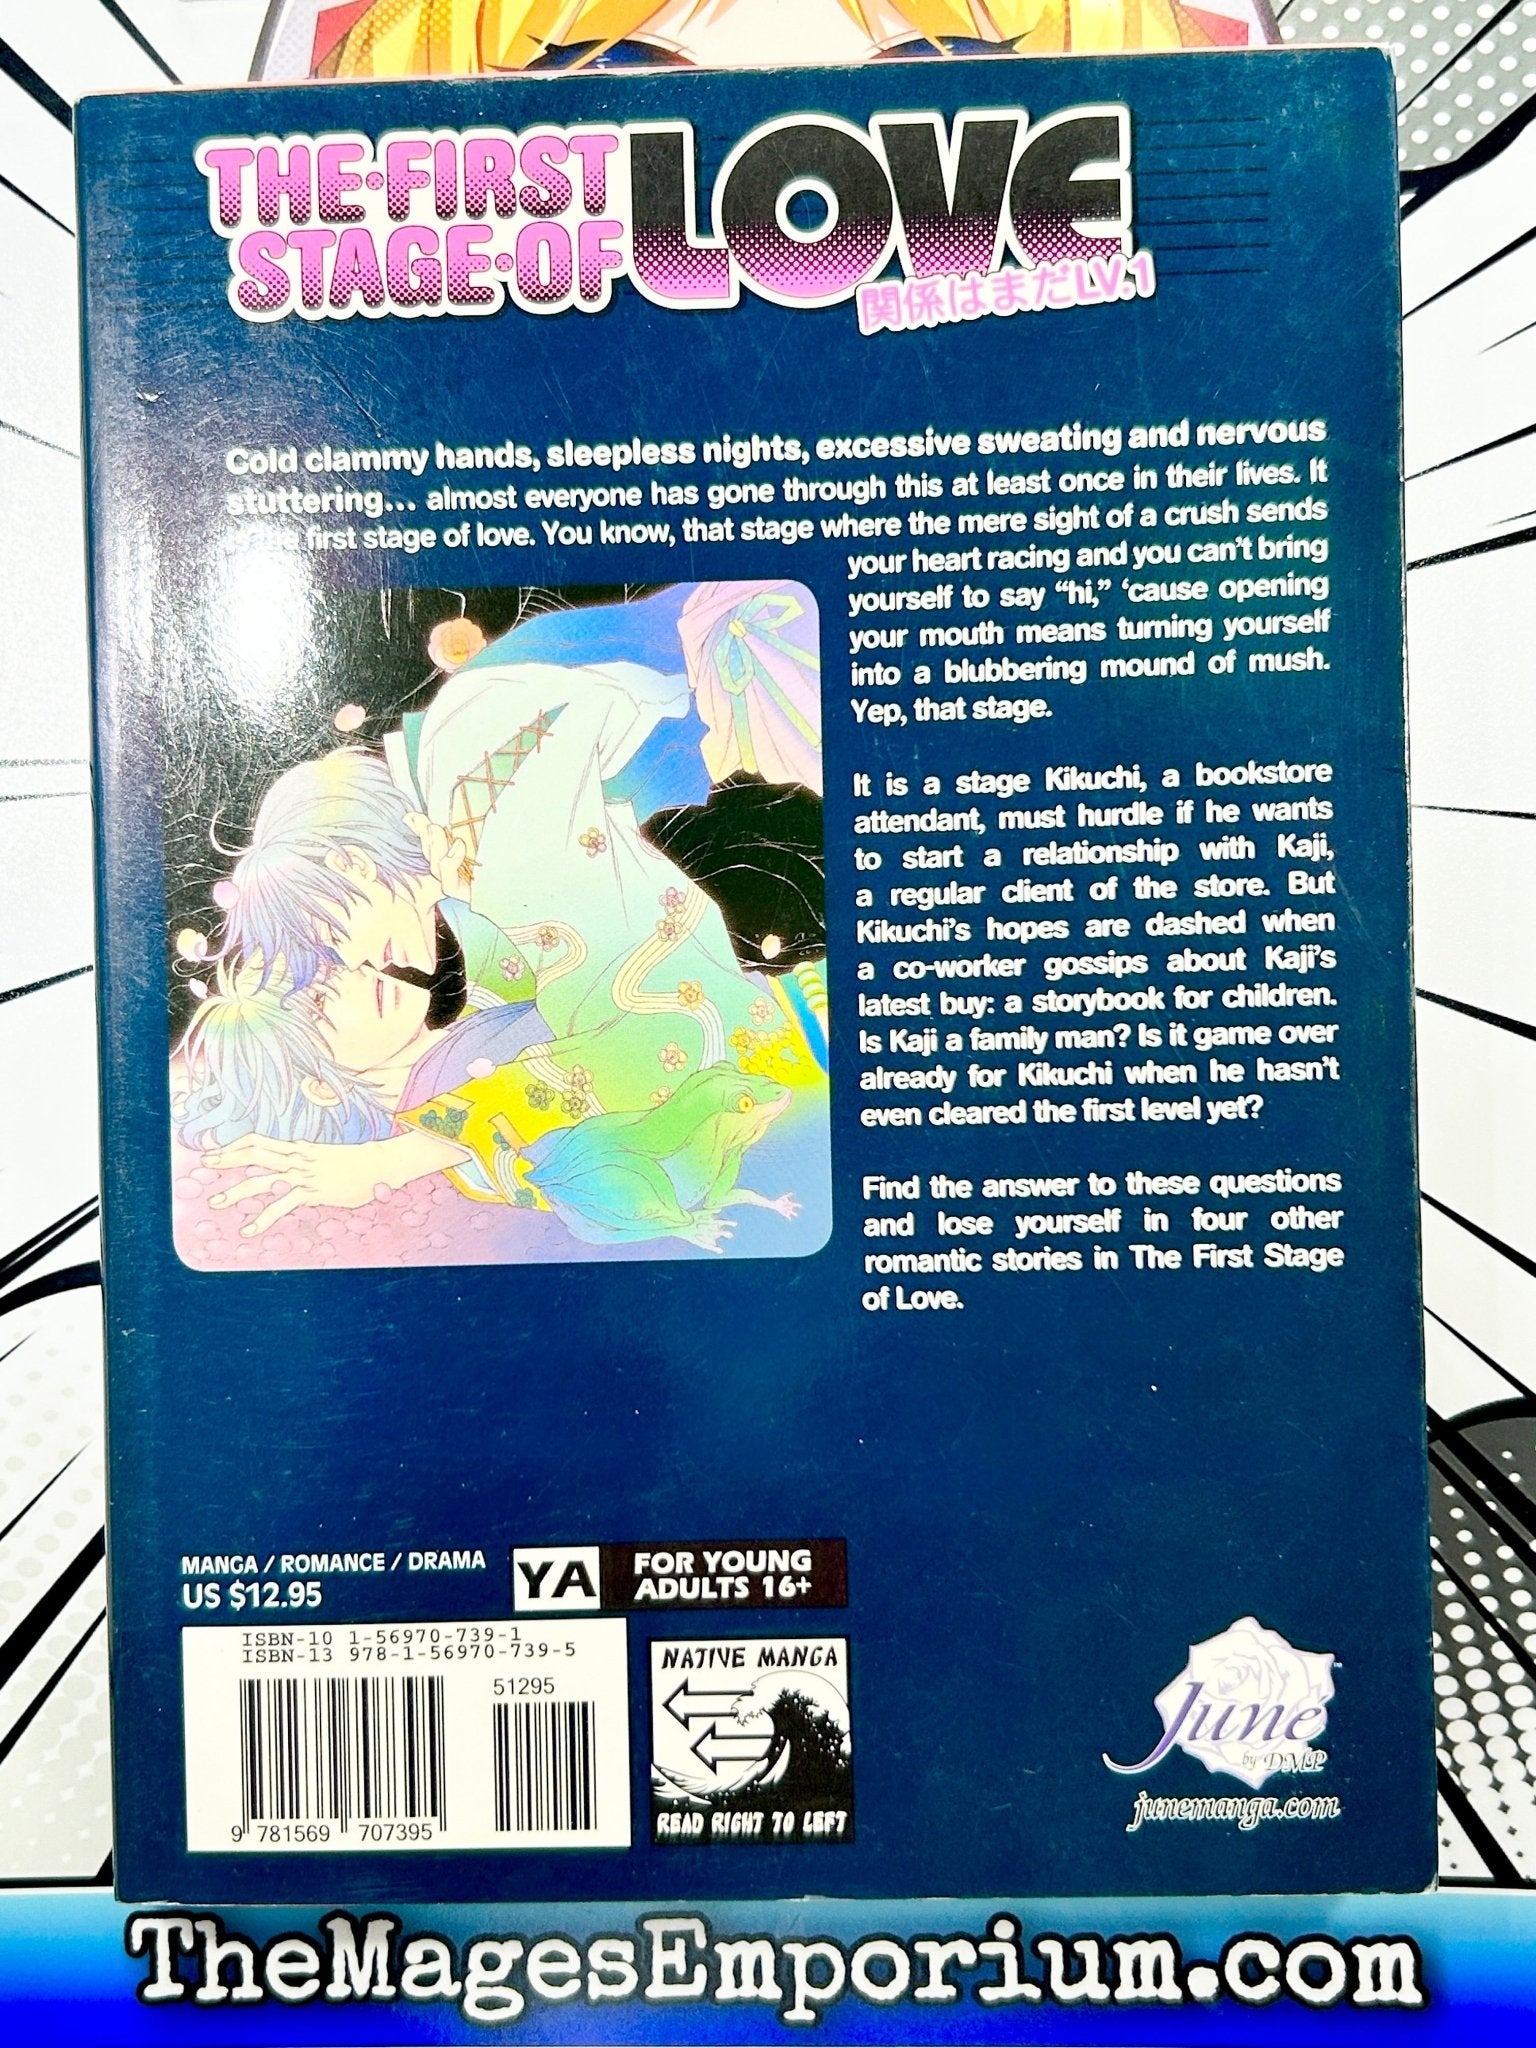 THE·FIRST
STAGE·OF
LOVE
関係はまだLV.1
Cold clammy hands, sleepless nights, excessive sweating and nervous
stuttering... almost everyone has gone through this at least once in their lives. It
first stage of love. You know, that stage where the mere sight of a crush sends
your heart racing and you can't bring
yourself to say “hi,” ‘cause opening
your mouth means turning yourself
into a blubbering mound of mush.
Yep, that stage.
It is a stage Kikuchi, a bookstore
attendant, must hurdle if he wants
to start a relationship with Kaji,
a regular client of the store. But
Kikuchi's hopes are dashed when
a co-worker gossips about Kaji's
latest buy: a storybook for children.
Is Kaji a family man? Is it game over
already for Kikuchi when he hasn't
even cleared the first level yet?
Find the answer to these questions
and lose yourself in four other
romantic stories in The First Stage
of Love.
MANGA / ROMANCE / DRAMA
US $12.95
YA
FOR YOUNG
ADULTS 16+
ISBN-10 1-56970-739-1
ISBN-13 978-1-56970-739-5
51295
9 781569 707395
NATIVE MANGA
READ RIGHT TO LEFT
Juné
by DMP
junemanga.com
TheMagesEmporium.com